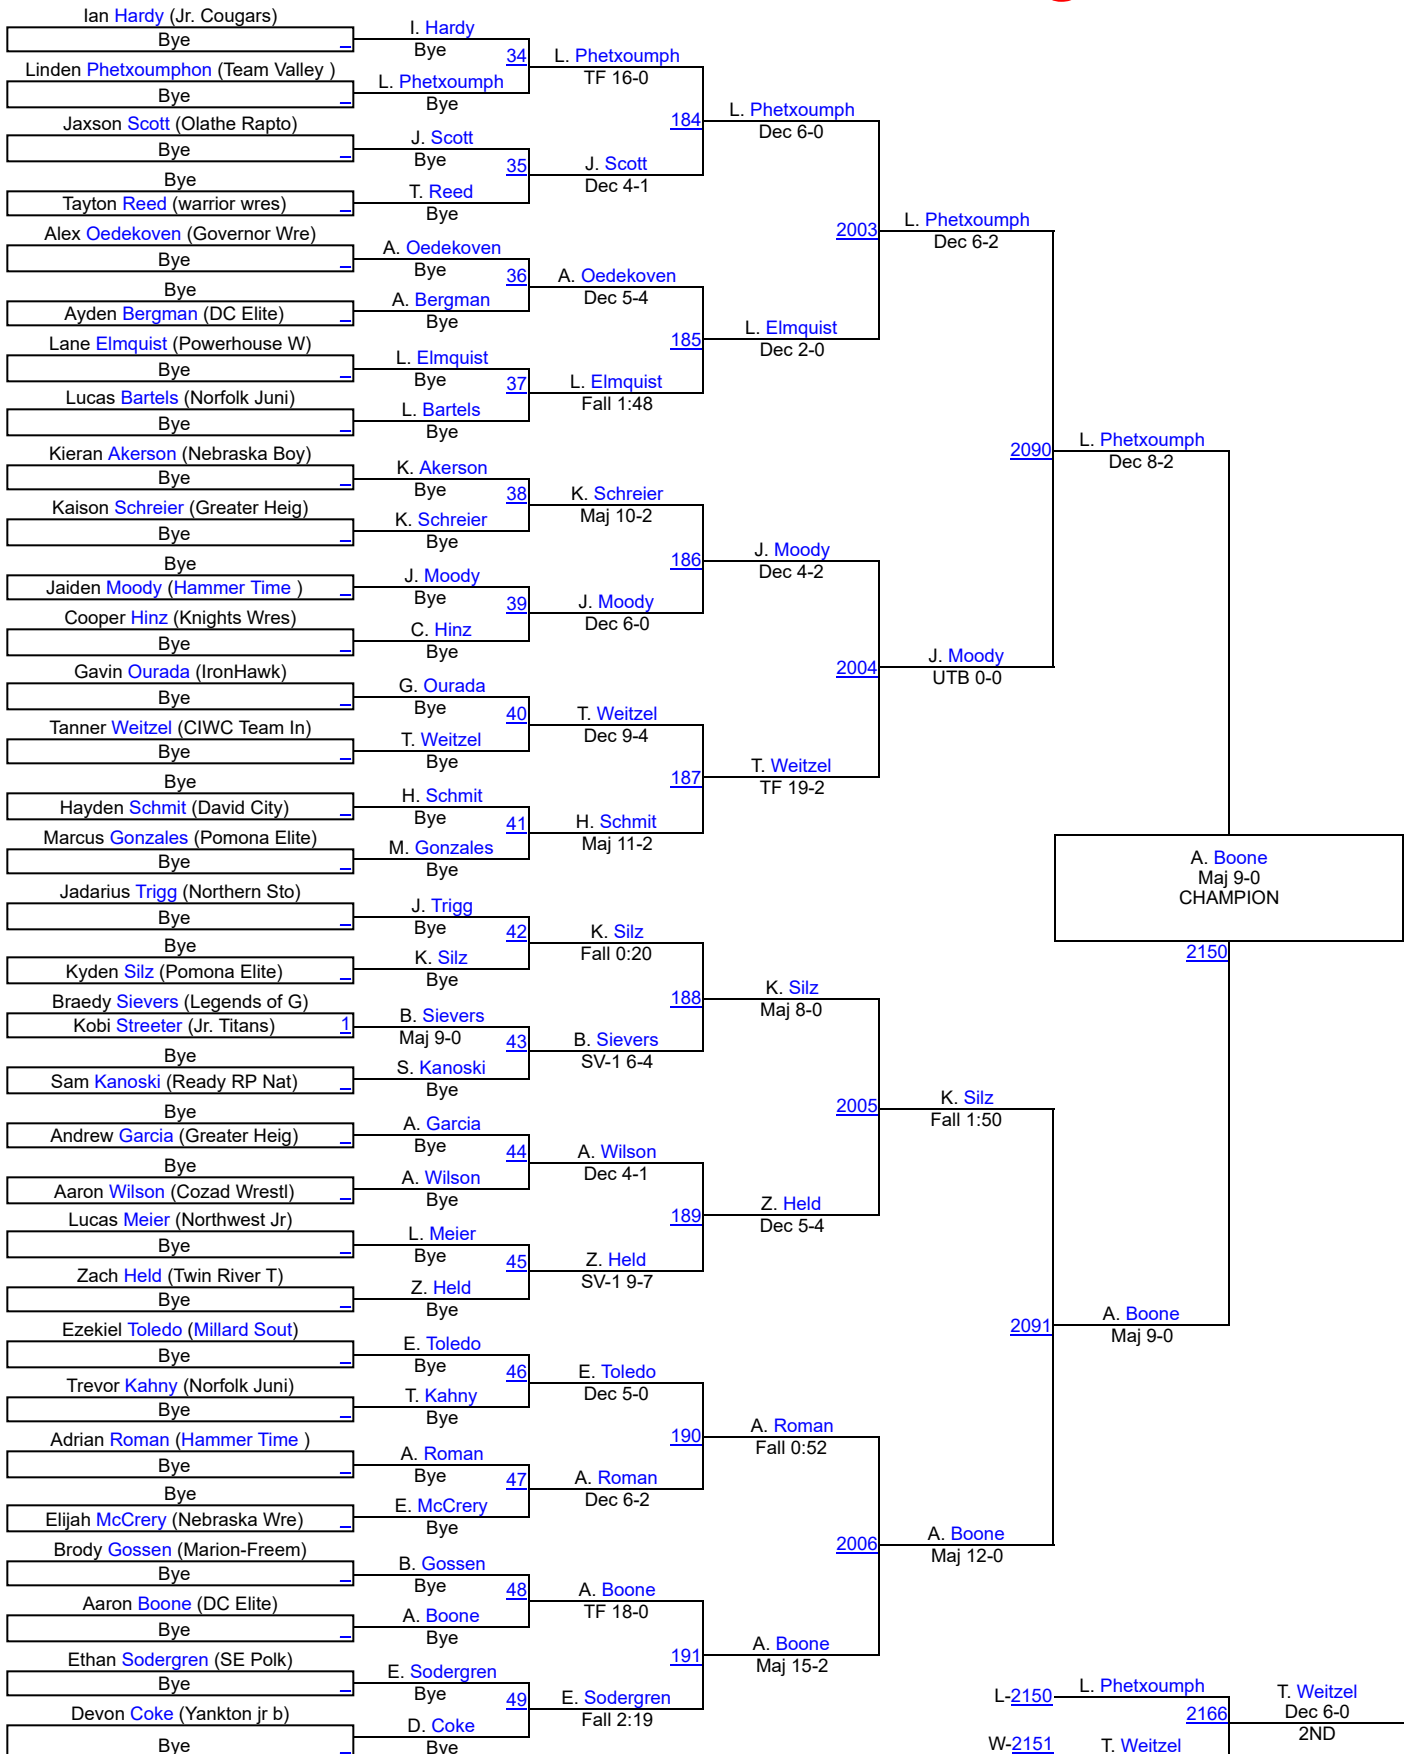 Ian Hardy (Jr. Cougars)
Bye
Linden Phetxoumphon (Team Valley )
Bye
Jaxson Scott (Olathe Rapto)
Bye
Bye
Tayton Reed (warrior wres)
Alex Oedekoven (Governor Wre)
Bye
Bye
Ayden Bergman (DC Elite)
Lane Elmquist (Powerhouse W)
Bye
Lucas Bartels (Norfolk Juni)
Bye
Kieran Akerson (Nebraska Boy)
Bye
Kaison Schreier (Greater Heig)
Bye
Bye
Jaiden Moody (Hammer Time )
Cooper Hinz (Knights Wres)
Bye
Gavin Ourada (IronHawk)
Bye
Tanner Weitzel (CIWC Team In)
Bye
Bye
Hayden Schmit (David City)
Marcus Gonzales (Pomona Elite)
Bye
Jadarius Trigg (Northern Sto)
Bye
Bye
Kyden Silz (Pomona Elite)
Braedy Sievers (Legends of G)
Kobi Streeter (Jr. Titans) 1
Bye
Sam Kanoski (Ready RP Nat)
Bye
Andrew Garcia (Greater Heig)
Bye
Aaron Wilson (Cozad Wrestl)
Lucas Meier (Northwest Jr)
Bye
Zach Held (Twin River T)
Bye
Ezekiel Toledo (Millard Sout)
Bye
Trevor Kahny (Norfolk Juni)
Bye
Adrian Roman (Hammer Time )
Bye
Bye
Elijah McCrery (Nebraska Wre)
Brody Gossen (Marion-Freem)
Bye
Aaron Boone (DC Elite)
Bye
Ethan Sodergren (SE Polk)
Bye
Devon Coke (Yankton jr b)
Bye
I. Hardy
Bye
34
L. Phetxoumph
Bye
J. Scott
Bye
35
T. Reed
Bye
A. Oedekoven
Bye
36
A. Bergman
Bye
L. Elmquist
Bye
37
L. Bartels
Bye
K. Akerson
Bye
38
K. Schreier
Bye
J. Moody
Bye
39
C. Hinz
Bye
G. Ourada
Bye
40
T. Weitzel
Bye
H. Schmit
Bye
41
M. Gonzales
Bye
J. Trigg
Bye
42
K. Silz
Bye
B. Sievers
Maj 9-0
43
S. Kanoski
Bye
A. Garcia
Bye
44
A. Wilson
Bye
L. Meier
Bye
45
Z. Held
Bye
E. Toledo
Bye
46
T. Kahny
Bye
A. Roman
Bye
47
E. McCrery
Bye
B. Gossen
Bye
48
A. Boone
Bye
E. Sodergren
Bye
49
D. Coke
Bye
L. Phetxoumph
TF 16-0
184
J. Scott
Dec 4-1
A. Oedekoven
Dec 5-4
185
L. Elmquist
Fall 1:48
K. Schreier
Maj 10-2
186
J. Moody
Dec 6-0
T. Weitzel
Dec 9-4
187
H. Schmit
Maj 11-2
K. Silz
Fall 0:20
188
B. Sievers
SV-1 6-4
A. Wilson
Dec 4-1
189
Z. Held
SV-1 9-7
E. Toledo
Dec 5-0
190
A. Roman
Dec 6-2
A. Boone
TF 18-0
191
E. Sodergren
Fall 2:19
L. Phetxoumph
Dec 6-0
2003
L. Elmquist
Dec 2-0
J. Moody
Dec 4-2
2004
T. Weitzel
TF 19-2
K. Silz
Maj 8-0
2005
Z. Held
Dec 5-4
A. Roman
Fall 0:52
2006
A. Boone
Maj 15-2
L. Phetxoumph
Dec 6-2
2090
J. Moody
UTB 0-0
K. Silz
Fall 1:50
2091
A. Boone
Maj 12-0
L. Phetxoumph
Dec 8-2
A. Boone
Maj 9-0
CHAMPION
2150
A. Boone
Maj 9-0
L-2150
L. Phetxoumph
2166
W-2151
T. Weitzel
T. Weitzel
Dec 6-0
2ND